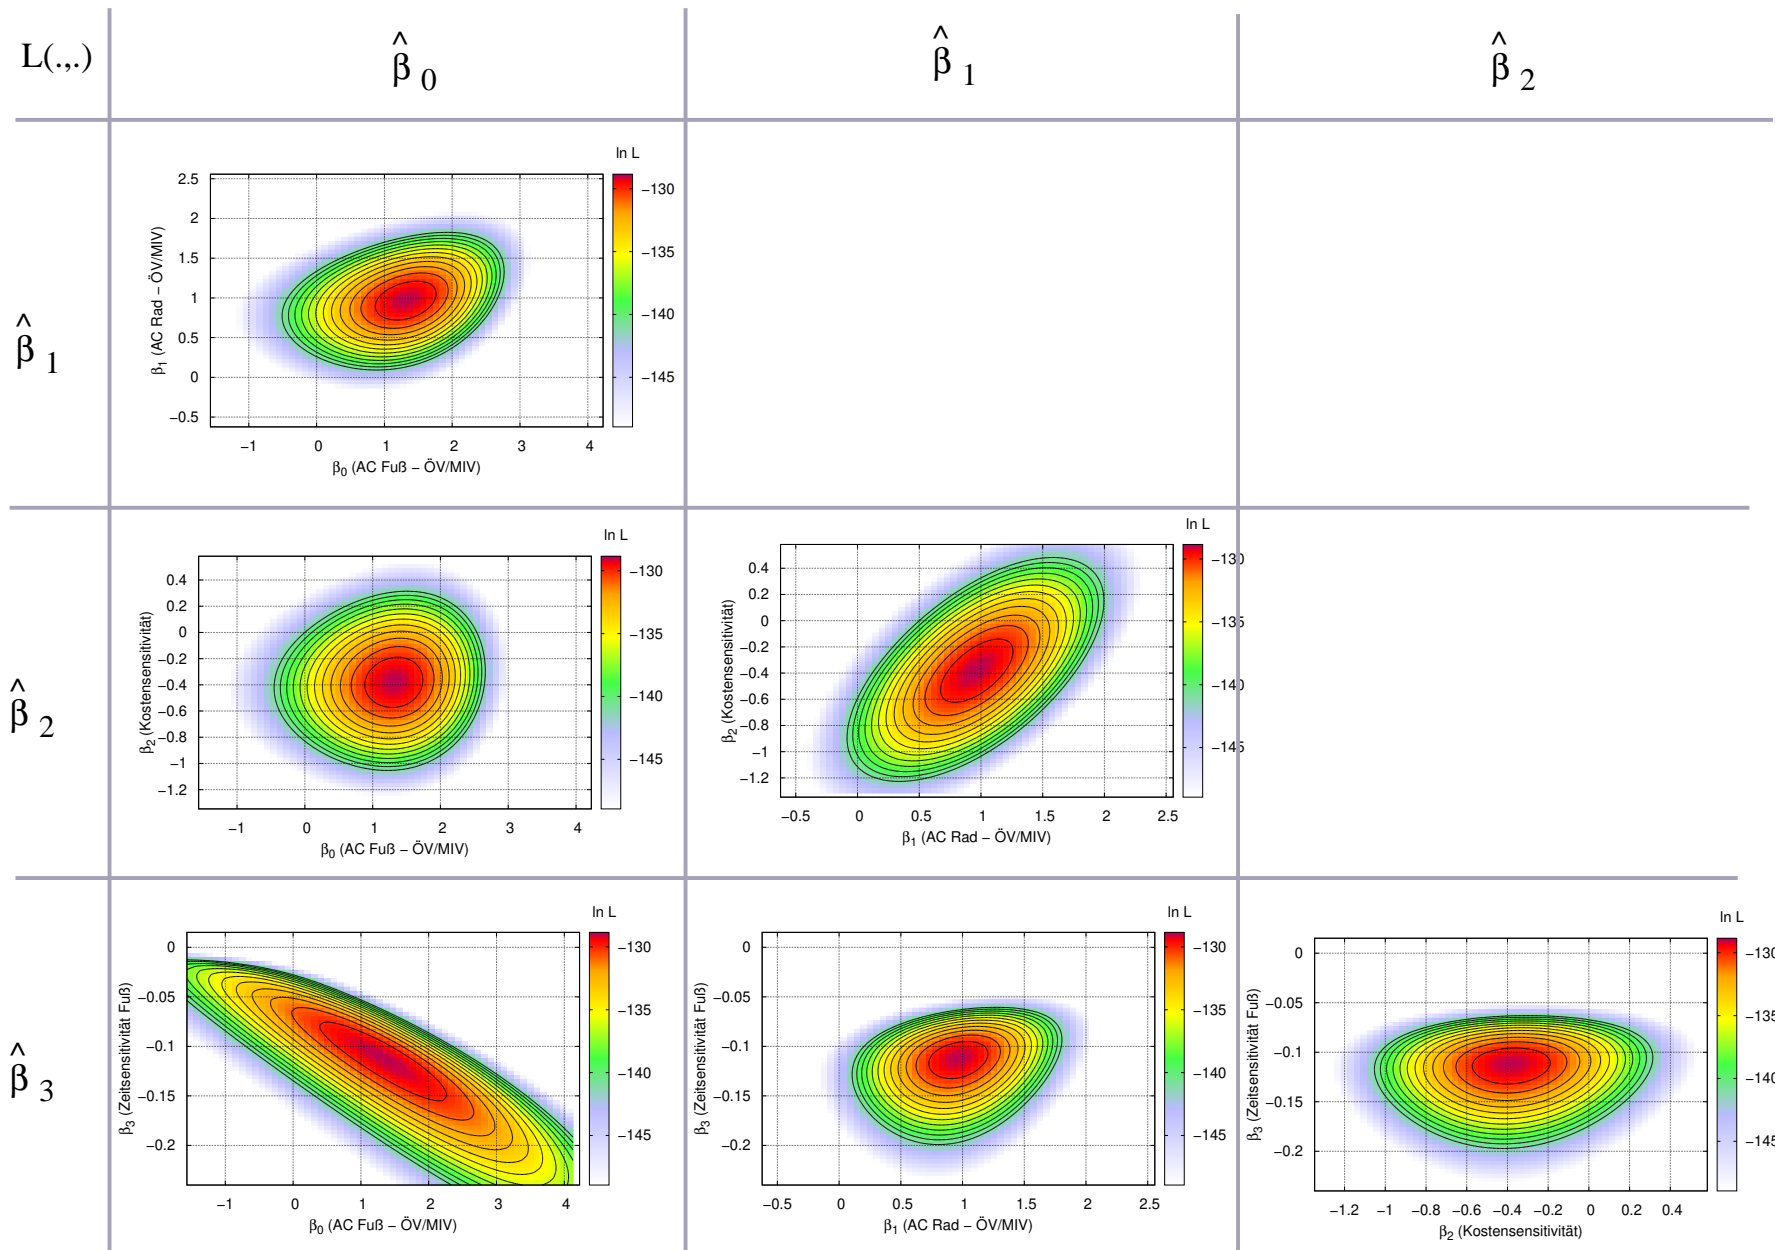 L(.,.)
β̂ 0
β̂ 1
β̂ 2
β̂ 1
ln L
2.5
2
1.5
1
0.5
0
−0.5
β1 (AC Rad − ÖV/MIV)
−1 0 1 2 3 4
β0 (AC Fuß − ÖV/MIV)
−130
−135
−140
−145
β̂ 2
ln L
0.4
0.2
0
−0.2
−0.4
−0.6
−0.8
−1
−1.2
β2 (Kostensensitivität)
−1 0 1 2 3 4
β0 (AC Fuß − ÖV/MIV)
−130
−135
−140
−145
ln L
0.4
0.2
0
−0.2
−0.4
−0.6
−0.8
−1
−1.2
β2 (Kostensensitivität)
−0.5 0 0.5 1 1.5 2 2.5
β1 (AC Rad − ÖV/MIV)
−130
−135
−140
−145
β̂ 3
ln L
0
−0.05
−0.1
−0.15
−0.2
β3 (Zeitsensitivität Fuß)
−1 0 1 2 3 4
β0 (AC Fuß − ÖV/MIV)
−130
−135
−140
−145
ln L
0
−0.05
−0.1
−0.15
−0.2
β3 (Zeitsensitivität Fuß)
−0.5 0 0.5 1 1.5 2 2.5
β1 (AC Rad − ÖV/MIV)
−130
−135
−140
−145
ln L
0
−0.05
−0.1
−0.15
−0.2
β3 (Zeitsensitivität Fuß)
−1.2 −1 −0.8 −0.6 −0.4 −0.2 0 0.2 0.4
β2 (Kostensensitivität)
−130
−135
−140
−145